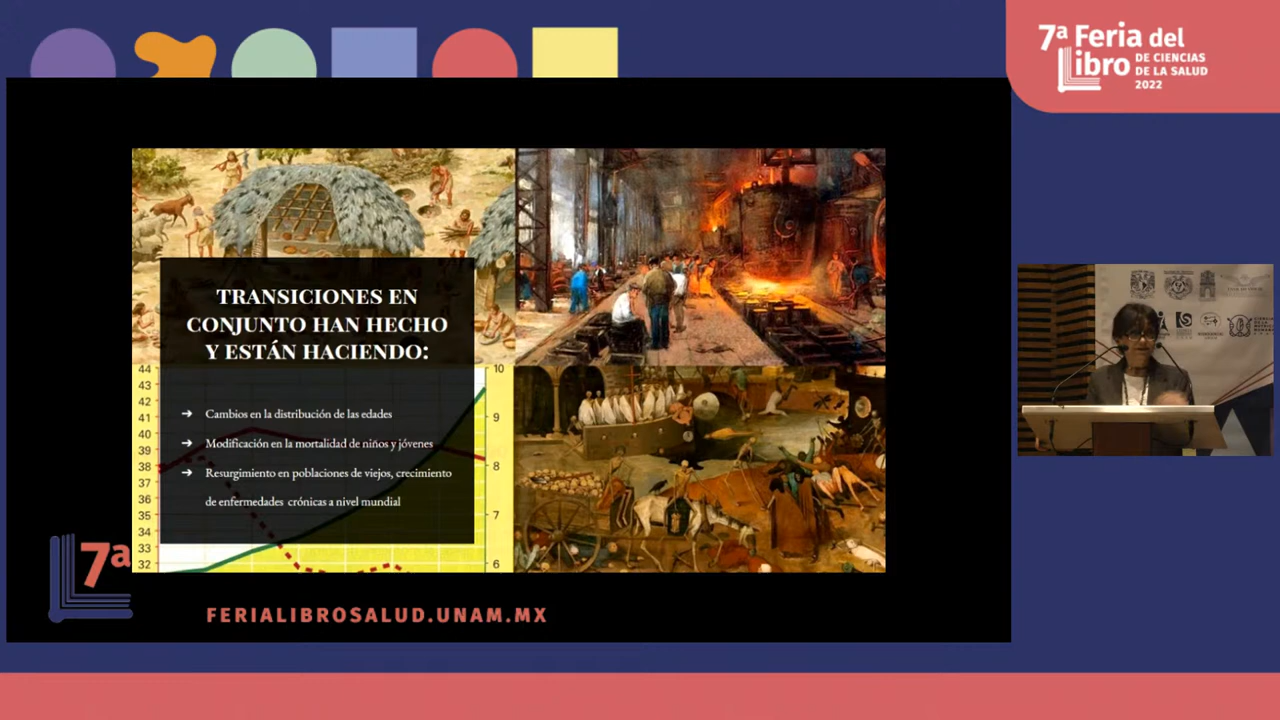 7ª Feria del
Libro DE CIENCIAS
DE LA SALUD
2022
TRANSICIONES EN
CONJUNTO HAN HECHO
Y ESTÁN HACIENDO:
➔ Cambios en la distribución de las edades
➔ Modificación en la mortalidad de niños y jóvenes
➔ Resurgimiento en poblaciones de viejos, crecimiento
de enfermedades crónicas a nivel mundial
44
43
42
41
40
39
38
37
36
35
34
33
32
10
9
8
7
6
7ª
FERIALIBROSALUD.UNAM.MX